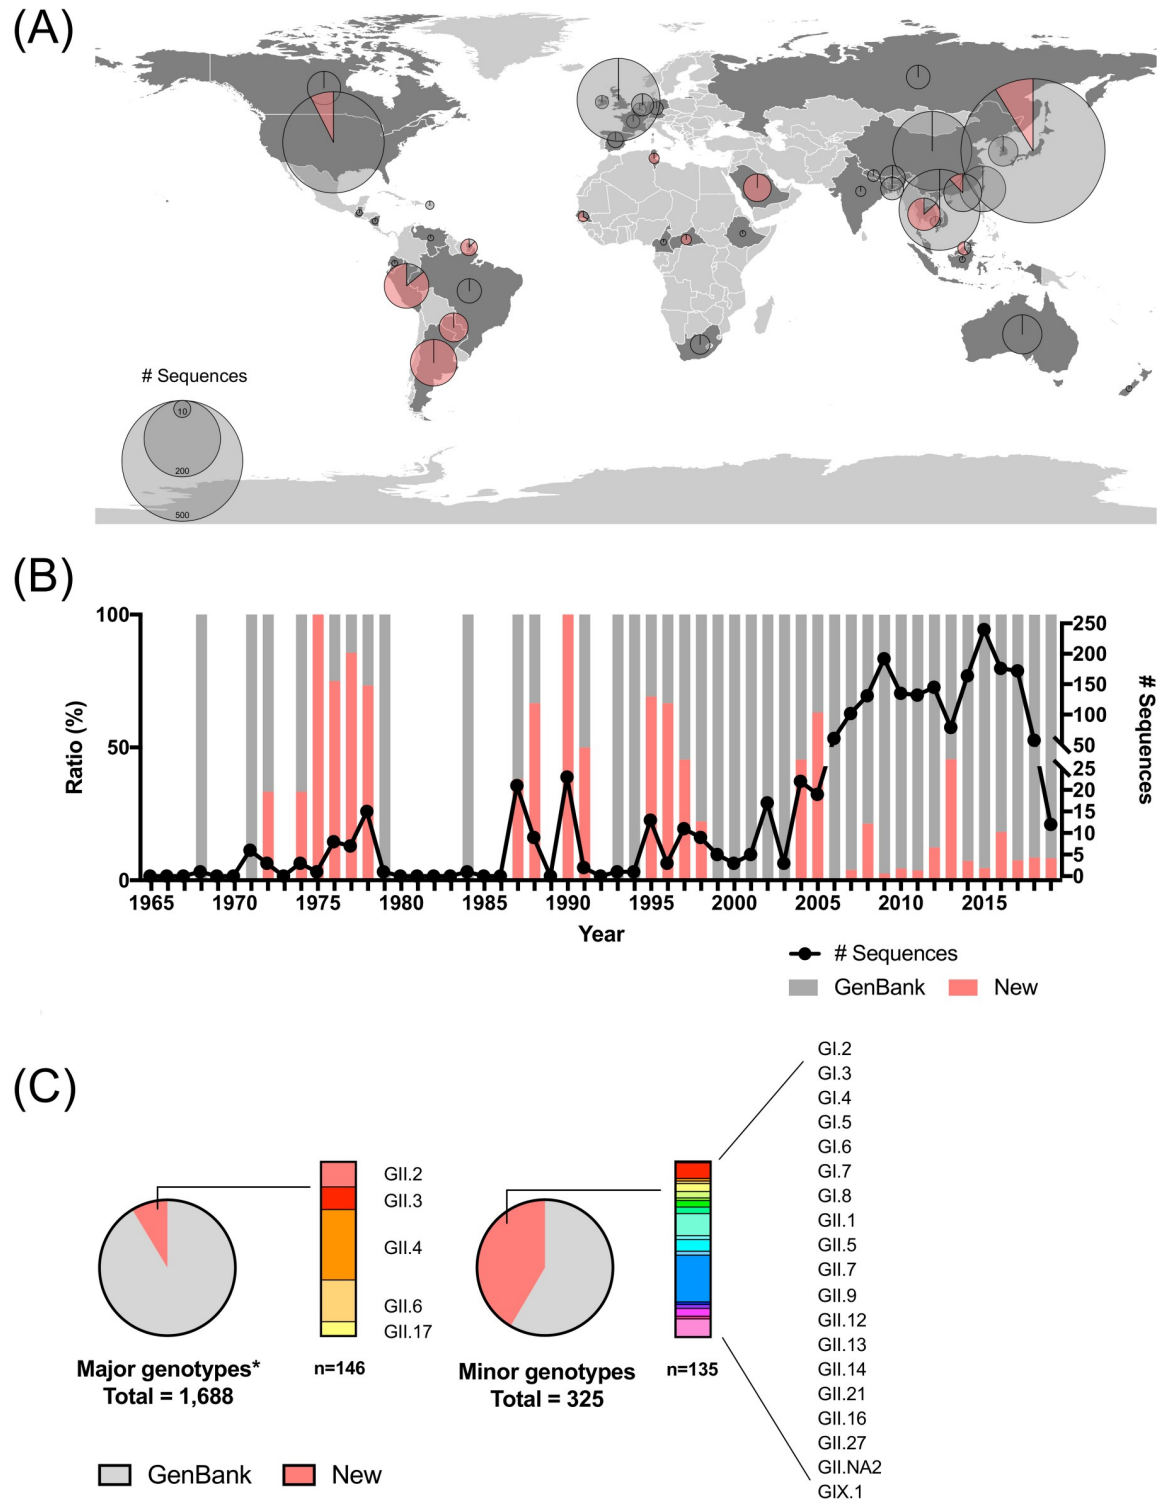 (A)
# Sequences
10
200
500
(B)
100
50
0
Ratio (%)
250
200
150
100
50
25
20
15
10
5
0
# Sequences
1965 1970 1975 1980 1985 1990 1995 2000 2005 2010 2015
Year
# Sequences
GenBank New
(C)
GII.2
GII.3
GII.4
GII.6
GII.17
Major genotypes*
Total = 1,688
n=146
Minor genotypes
Total = 325
n=135
GI.2
GI.3
GI.4
GI.5
GI.6
GI.7
GI.8
GII.1
GII.5
GII.7
GII.9
GII.12
GII.13
GII.14
GII.21
GII.16
GII.27
GII.NA2
GIX.1
GenBank New